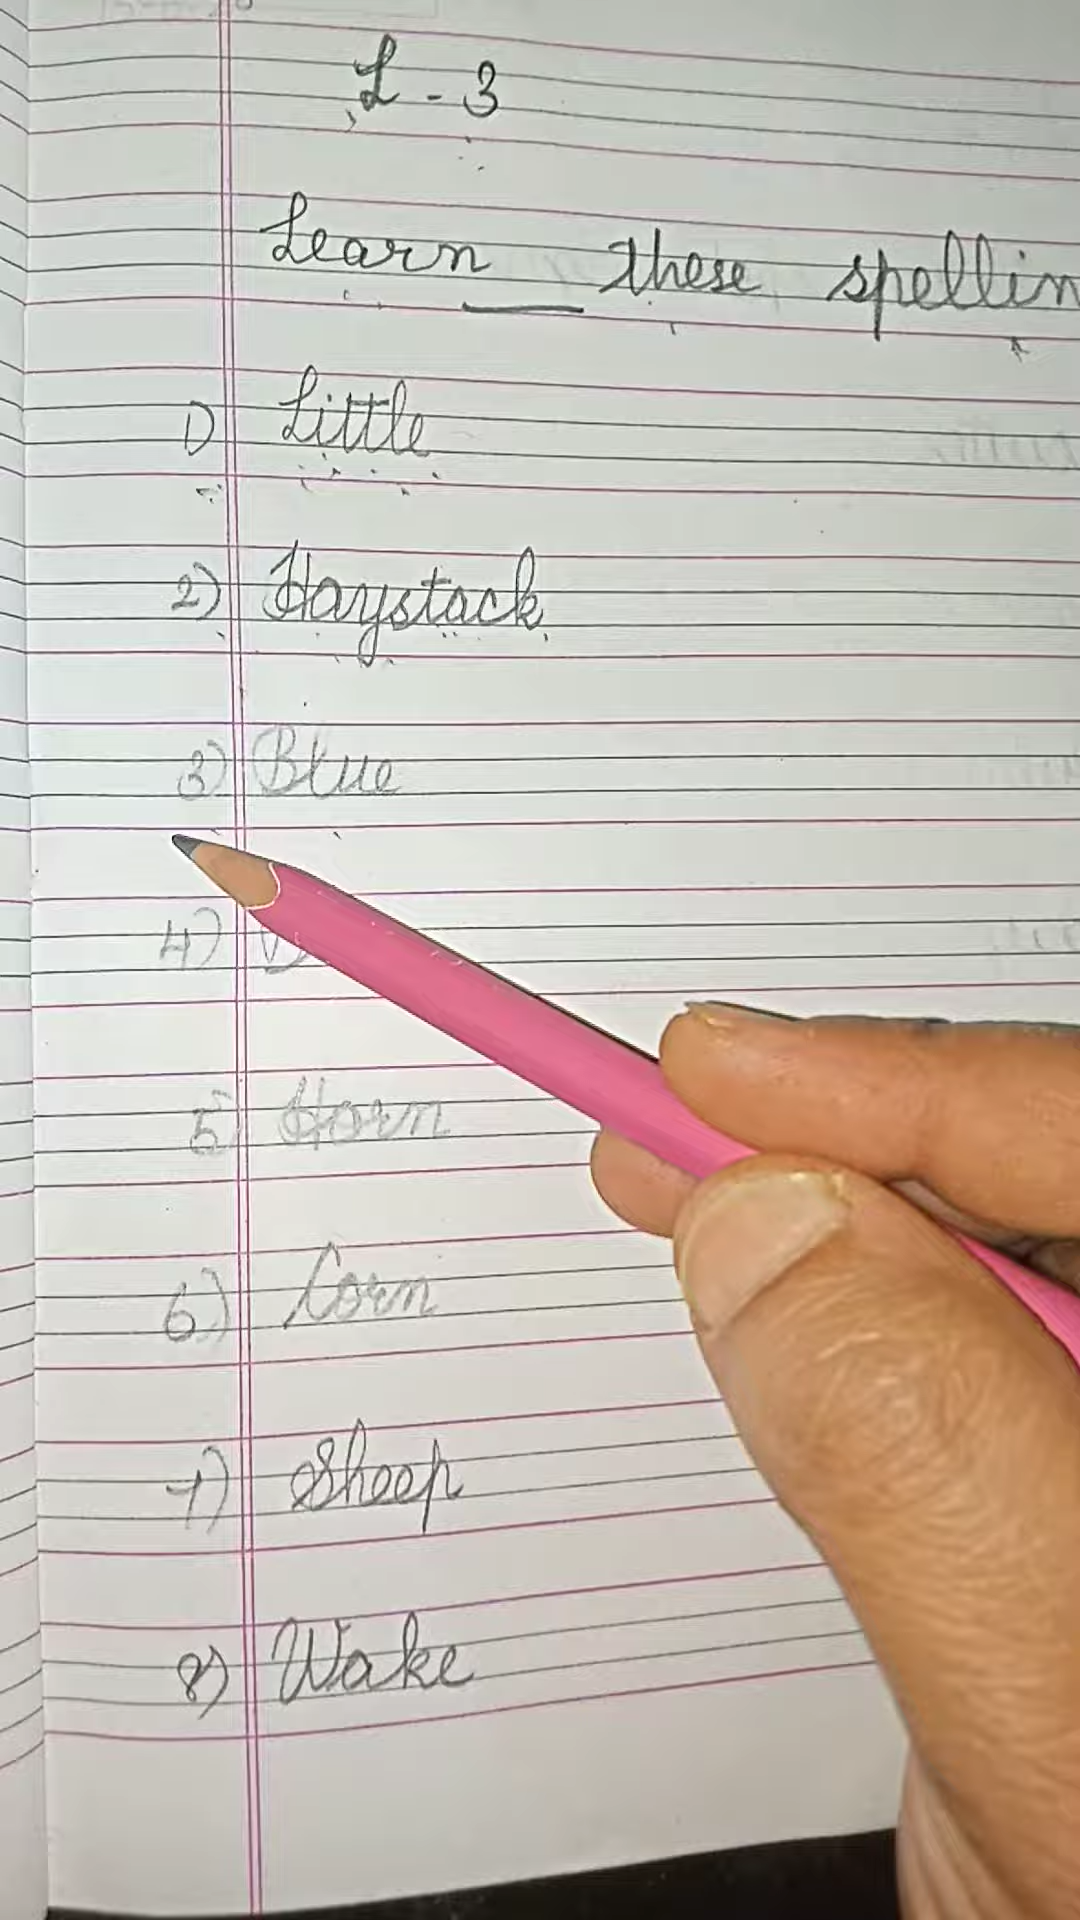 L - 3
Learn these spellin
1) Little
2) Haystack
3) Blue
4)
5) Horn
6) Corn
7) Sheep
8) Wake